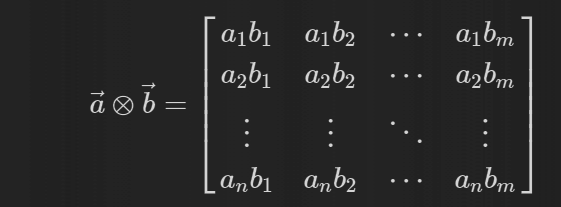 $\vec{a} \otimes \vec{b} = \begin{bmatrix} a_1b_1 & a_1b_2 & \cdots & a_1b_m \\ a_2b_1 & a_2b_2 & \cdots & a_2b_m \\ \vdots & \vdots & \ddots & \vdots \\ a_nb_1 & a_nb_2 & \cdots & a_nb_m \end{bmatrix}$